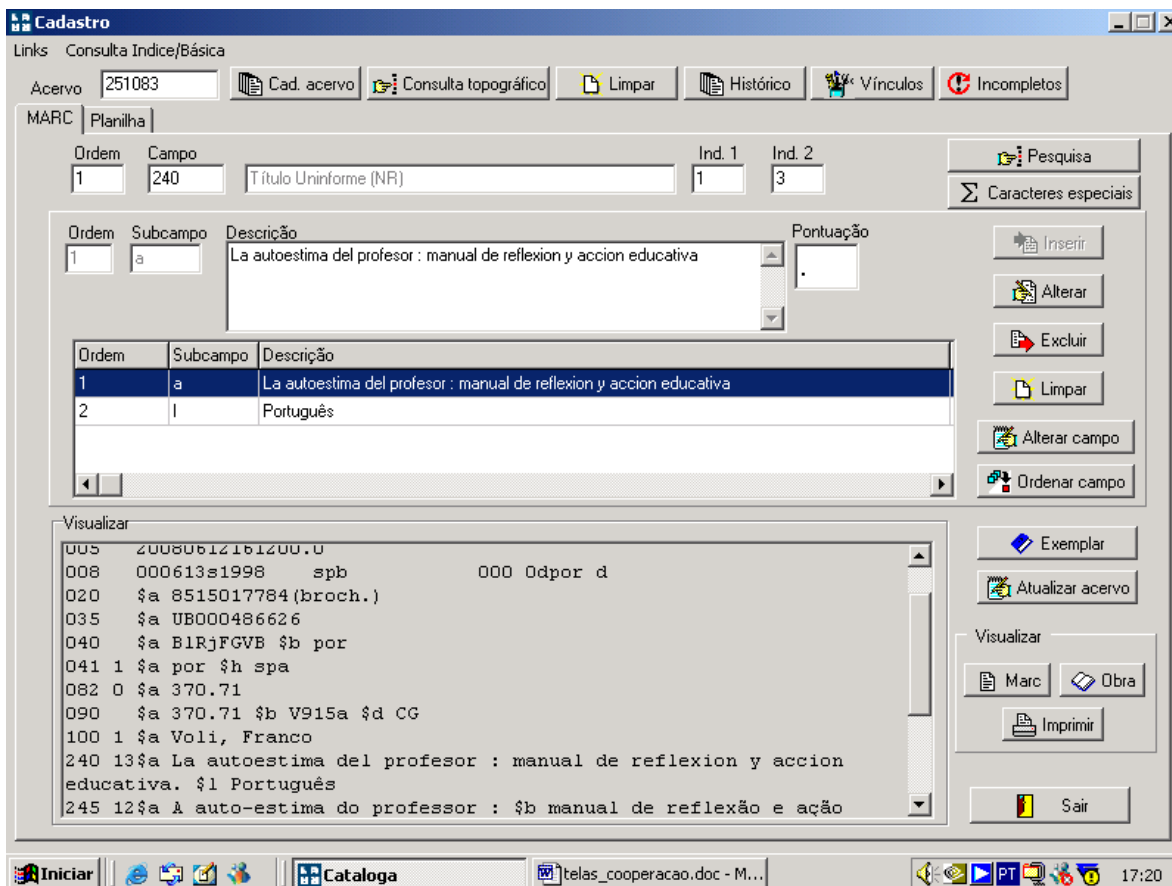 Cadastro
Links Consulta Indice/Básica
Acervo 251083 Cad. acervo Consulta topográfico Limpar Histórico Vínculos Incompletos
MARC Planilha
Ordem Campo Ind. 1 Ind. 2
1 240 Título Uninforme (NR) 1 3
Pesquisa
Caracteres especiais
Ordem Subcampo Descrição Pontuação
1 a La autoestima del profesor : manual de reflexion y accion educativa .
Inserir
Alterar
Excluir
Limpar
Alterar campo
Ordenar campo
Ordem Subcampo Descrição
1 a La autoestima del profesor : manual de reflexion y accion educativa
2 l Português
Visualizar
005 20080612161200.0
008 000613s1998 spb 000 0dpor d
020 $a 8515017784(broch.)
035 $a UB000486626
040 $a BlRjFGVB $b por
041 1 $a por $h spa
082 0 $a 370.71
090 $a 370.71 $b V915a $d CG
100 1 $a Voli, Franco
240 13$a La autoestima del profesor : manual de reflexion y accion
educativa. $l Português
245 12$a A auto-estima do professor : $b manual de reflexão e ação
Exemplar
Atualizar acervo
Visualizar
Marc Obra
Imprimir
Sair
Iniciar Cataloga telas_cooperacao.doc - M... PT 17:20